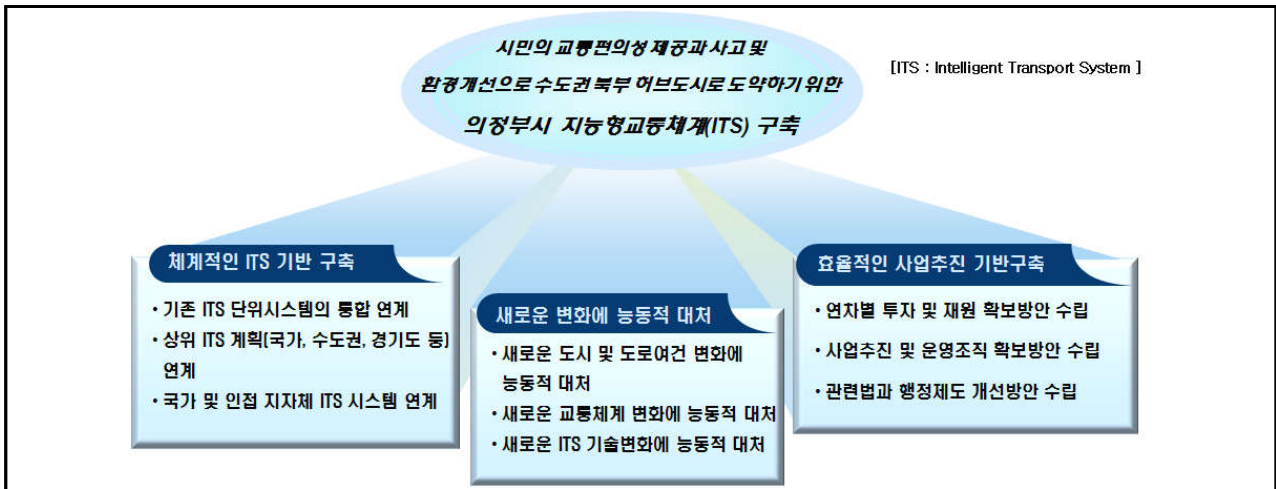 시민의 교통편의성 제공과 사고 및
환경개선으로 수도권 북부 허브도시로 도약하기 위한
의정부시 지능형교통체계(ITS) 구축
[ITS : Intelligent Transport System ]
체계적인 ITS 기반 구축
• 기존 ITS 단위시스템의 통합 연계
• 상위 ITS 계획(국가, 수도권, 경기도 등)
연계
• 국가 및 인접 지자체 ITS 시스템 연계
새로운 변화에 능동적 대처
• 새로운 도시 및 도로여건 변화에
능동적 대처
• 새로운 교통체계 변화에 능동적 대처
• 새로운 ITS 기술변화에 능동적 대처
효율적인 사업추진 기반구축
• 연차별 투자 및 재원 확보방안 수립
• 사업추진 및 운영조직 확보방안 수립
• 관련법과 행정제도 개선방안 수립